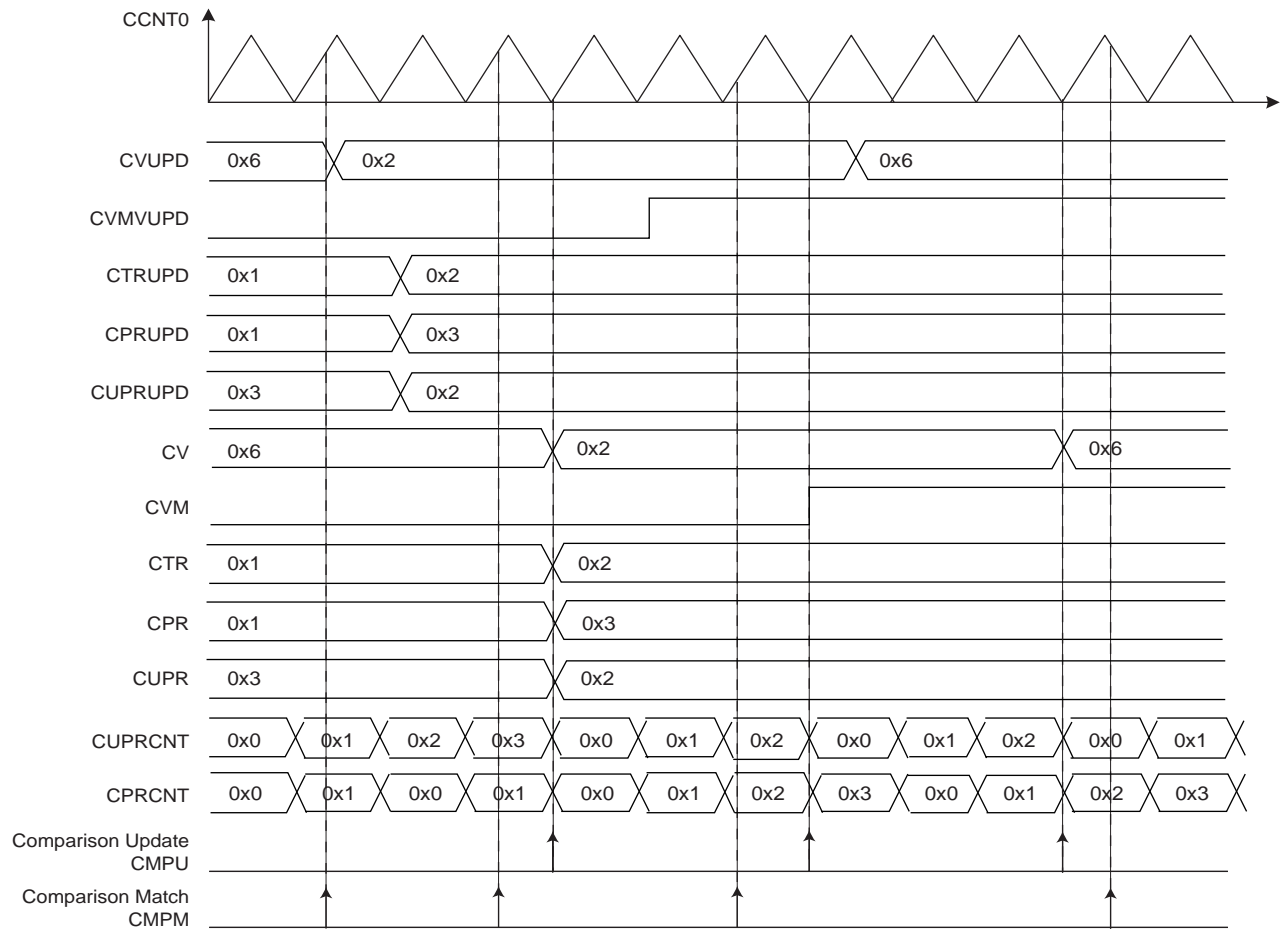 CCNT0
CVUPD 0x6 0x2 0x6
CVMVUPD
CTRUPD 0x1 0x2
CPRUPD 0x1 0x3
CUPRUPD 0x3 0x2
CV 0x6 0x2 0x6
CVM
CTR 0x1 0x2
CPR 0x1 0x3
CUPR 0x3 0x2
CUPRCNT 0x0 0x1 0x2 0x3 0x0 0x1 0x2 0x0 0x1 0x2 0x0 0x1
CPRCNT 0x0 0x1 0x0 0x1 0x0 0x1 0x2 0x3 0x0 0x1 0x2 0x3
Comparison Update
CMPU
Comparison Match
CMPM